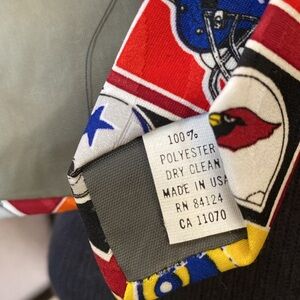 100%
POLYESTER
DRY CLEAN
MADE IN USA
RN 84124
CA 11070